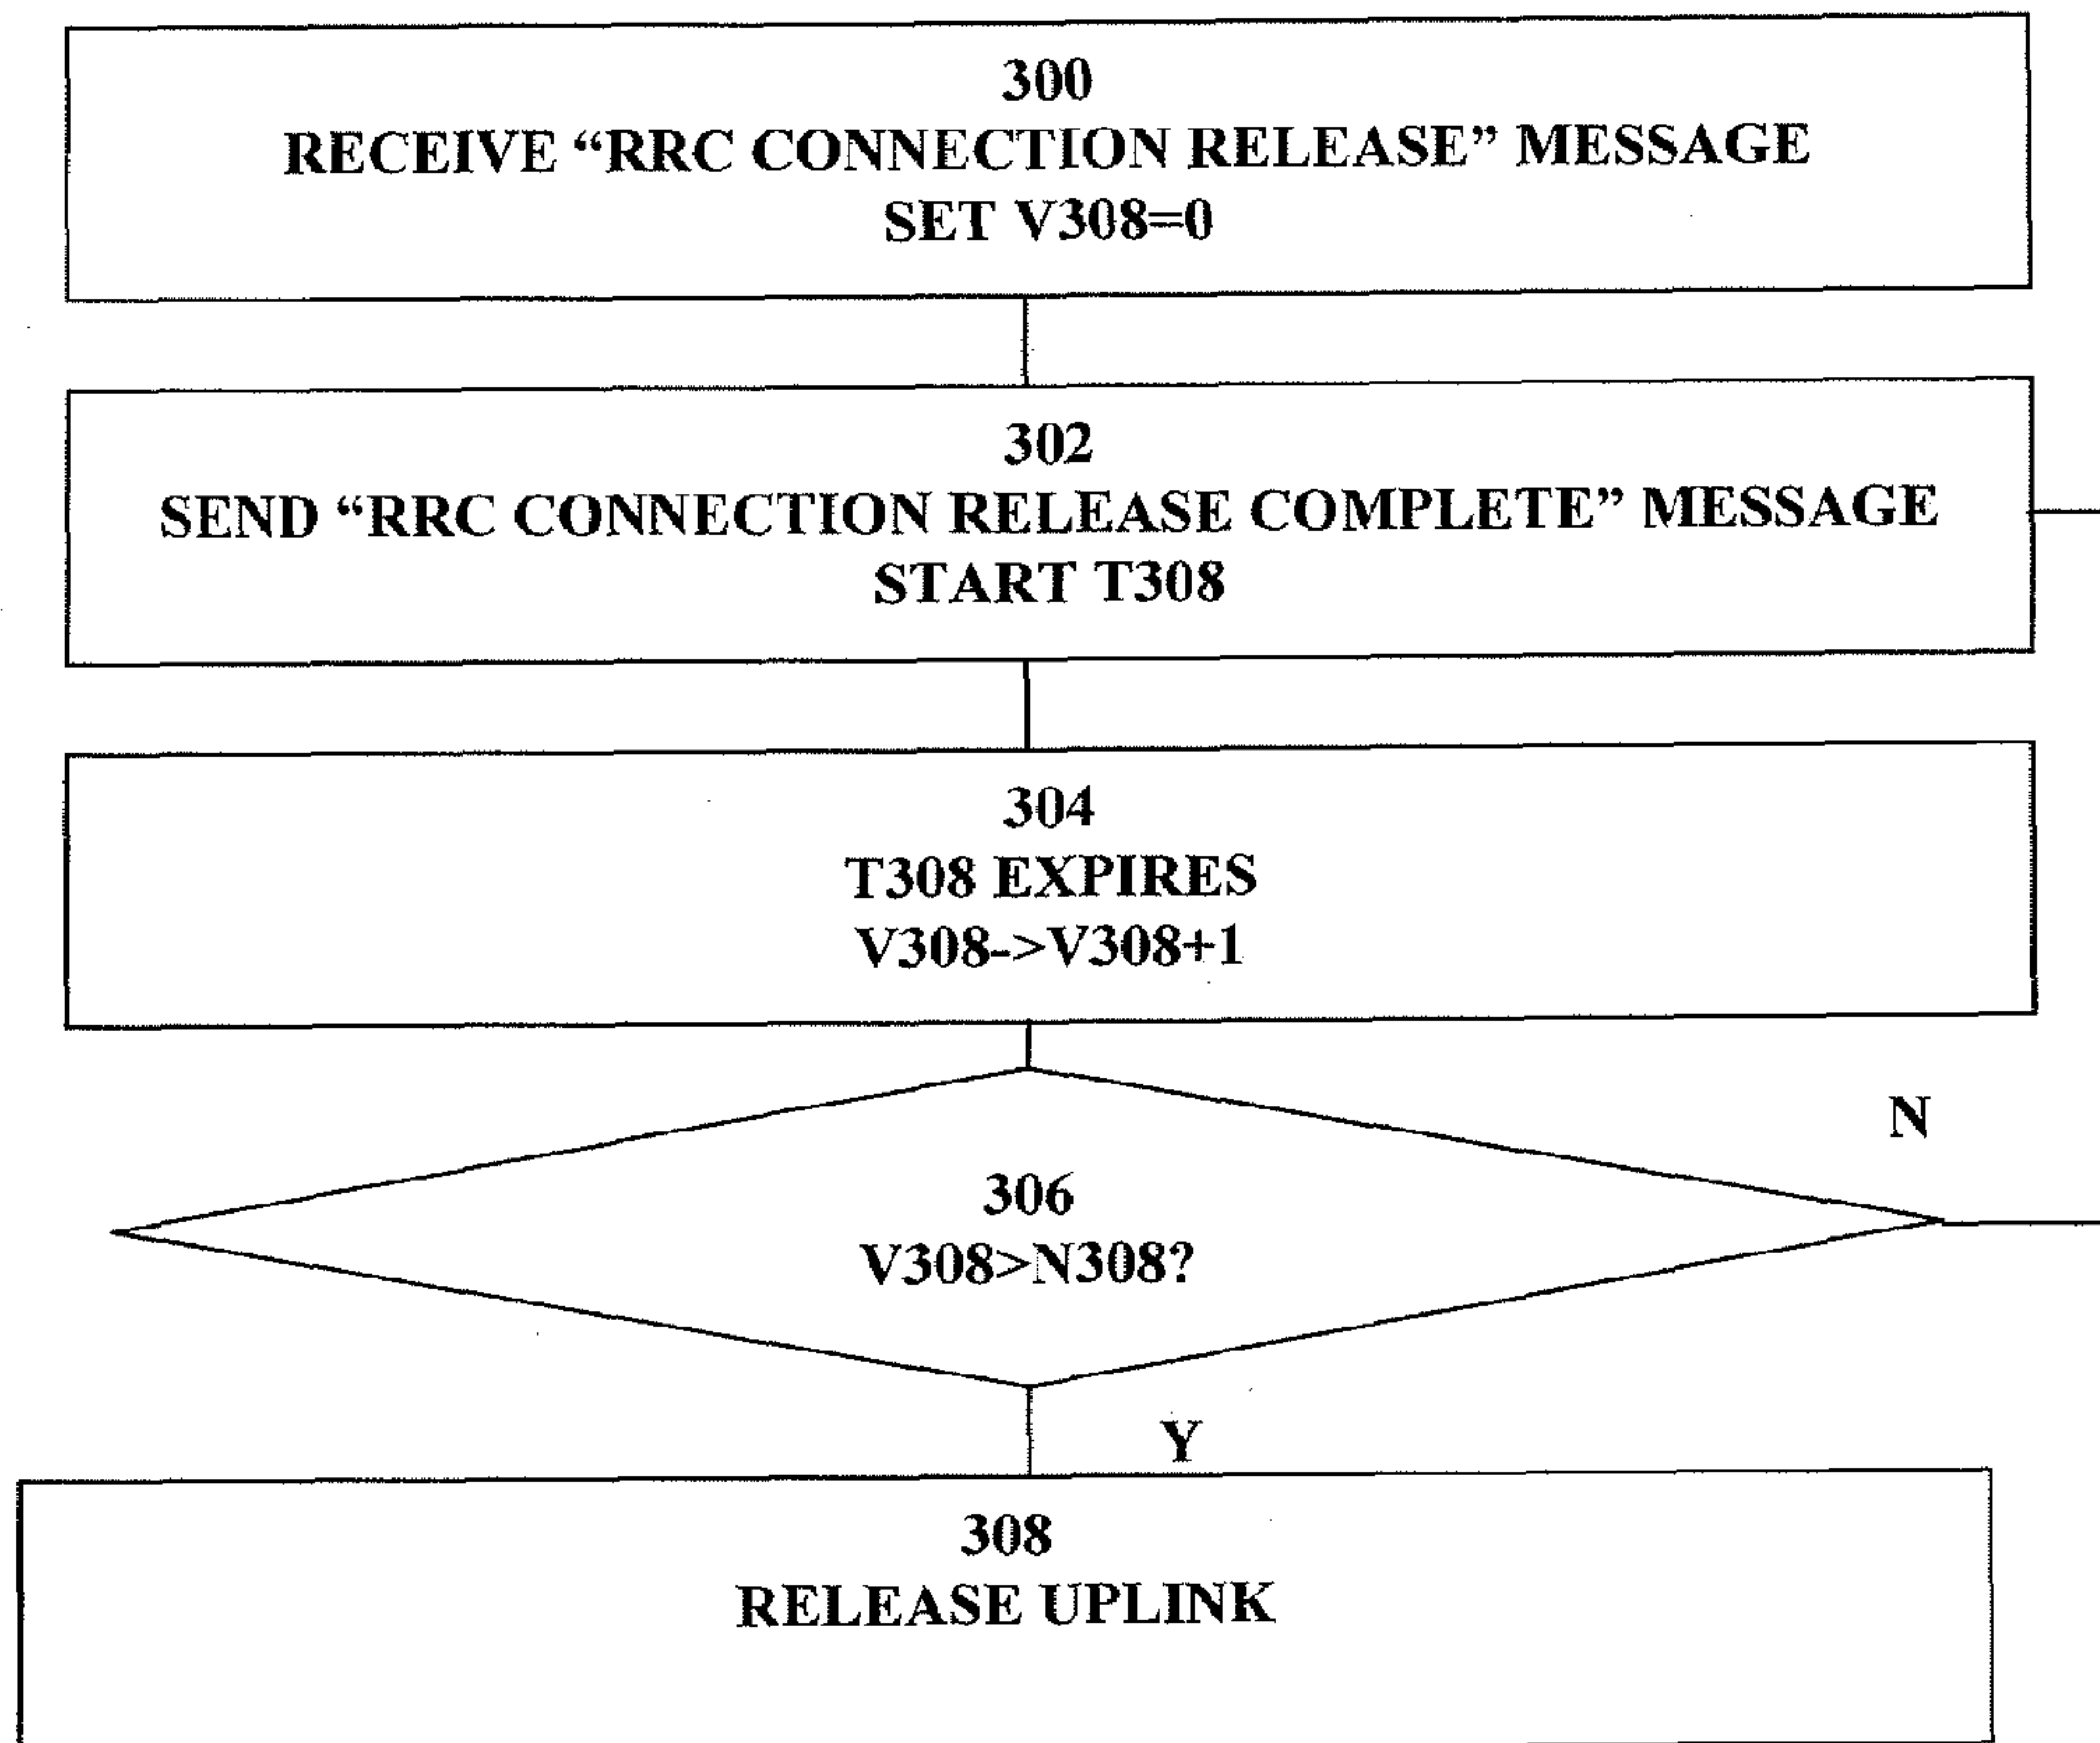 300
RECEIVE “RRC CONNECTION RELEASE” MESSAGE
SET V308=0
302
SEND “RRC CONNECTION RELEASE COMPLETE” MESSAGE
START T308
304
T308 EXPIRES
V308->V308+1
N
306
V308>N308?
Y
308
RELEASE UPLINK